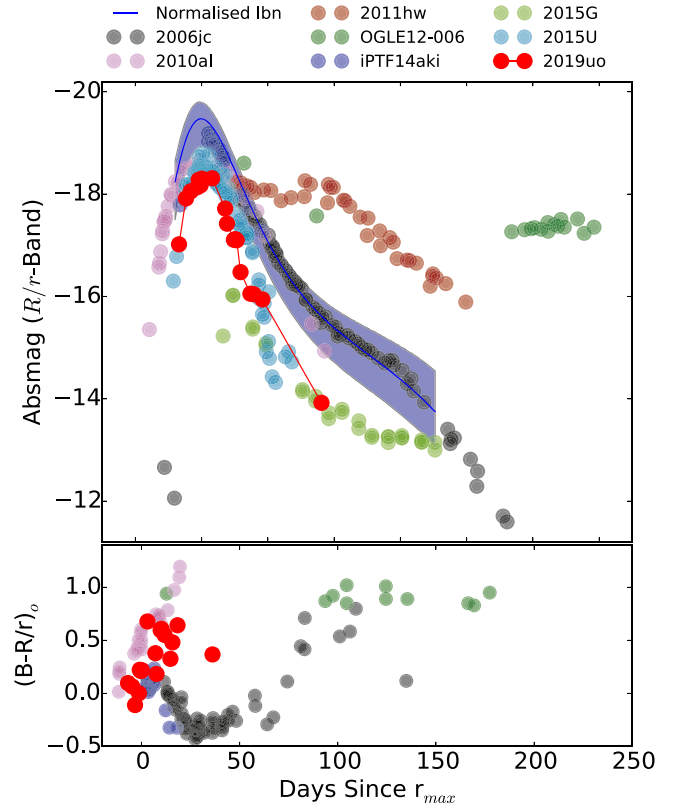 Normalised Ibn 2011hw 2015G
2006jc OGLE12-006 2015U
2010al iPTF14aki 2019uo
−20
−18
−16
−14
−12
Absmag (R/r-Band)
1.0
0.5
0.0
−0.5
(B-R/r)o
0 50 100 150 200 250
Days Since rmax